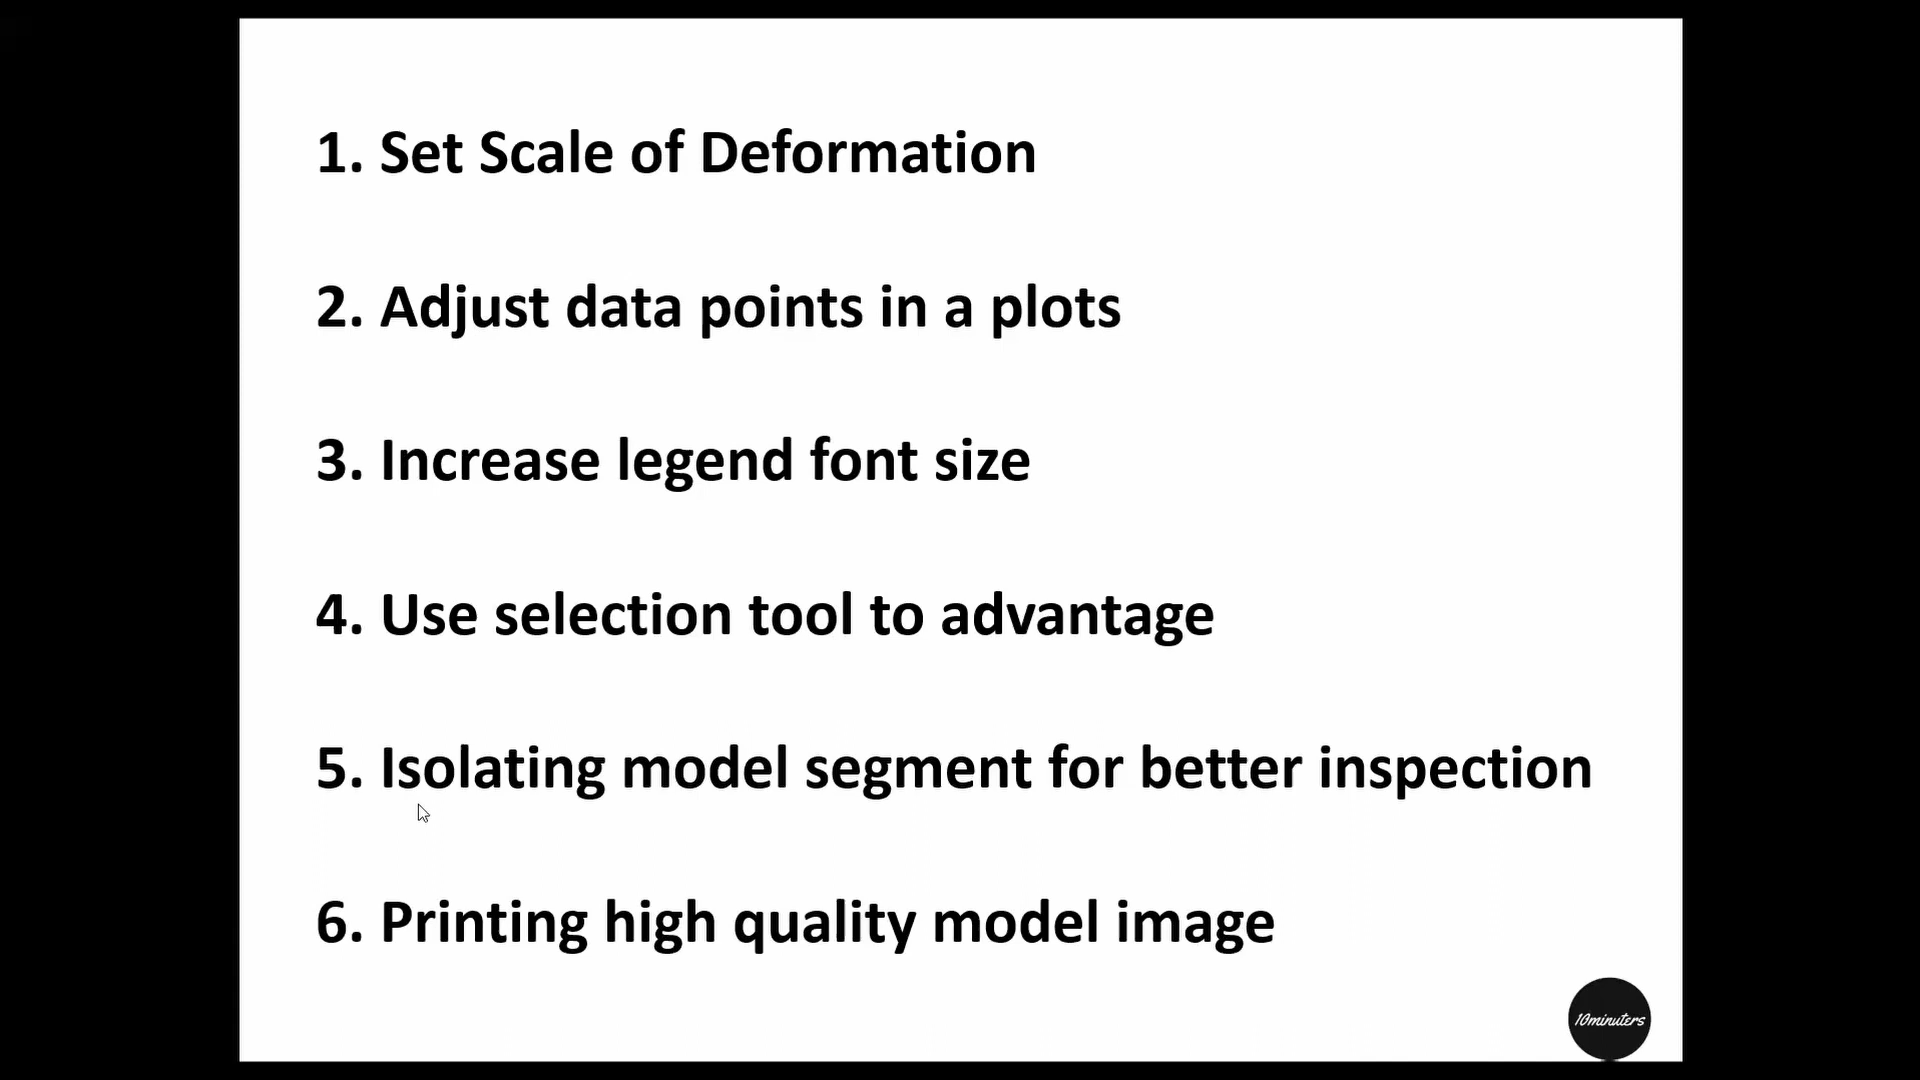 1. Set Scale of Deformation
2. Adjust data points in a plots
3. Increase legend font size
4. Use selection tool to advantage
5. Isolating model segment for better inspection
6. Printing high quality model image
10minuters